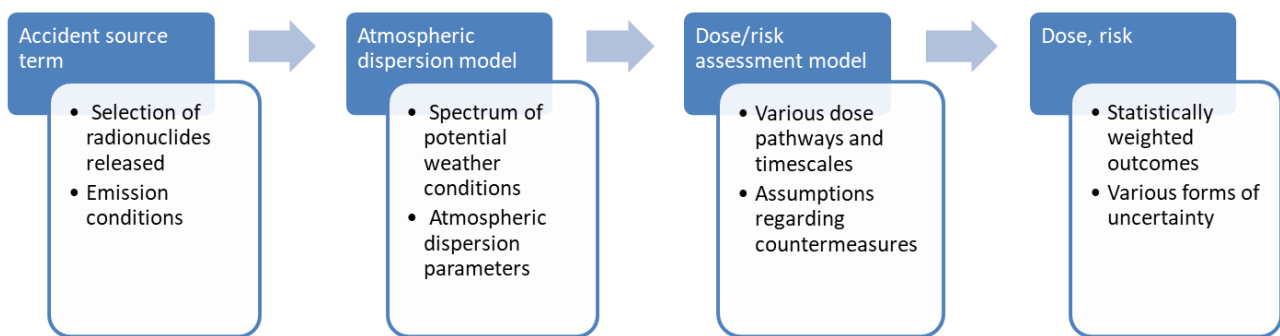 Accident source
term
• Selection of
radionuclides
released
• Emission
conditions
Atmospheric
dispersion model
• Spectrum of
potential
weather
conditions
• Atmospheric
dispersion
parameters
Dose/risk
assessment model
• Various dose
pathways and
timescales
• Assumptions
regarding
countermeasures
Dose, risk
• Statistically
weighted
outcomes
• Various forms of
uncertainty